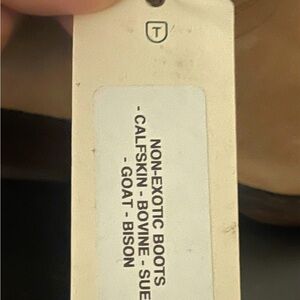 T
NON-EXOTIC BOOTS
- CALFSKIN - BOVINE - SUE
- GOAT - BISON